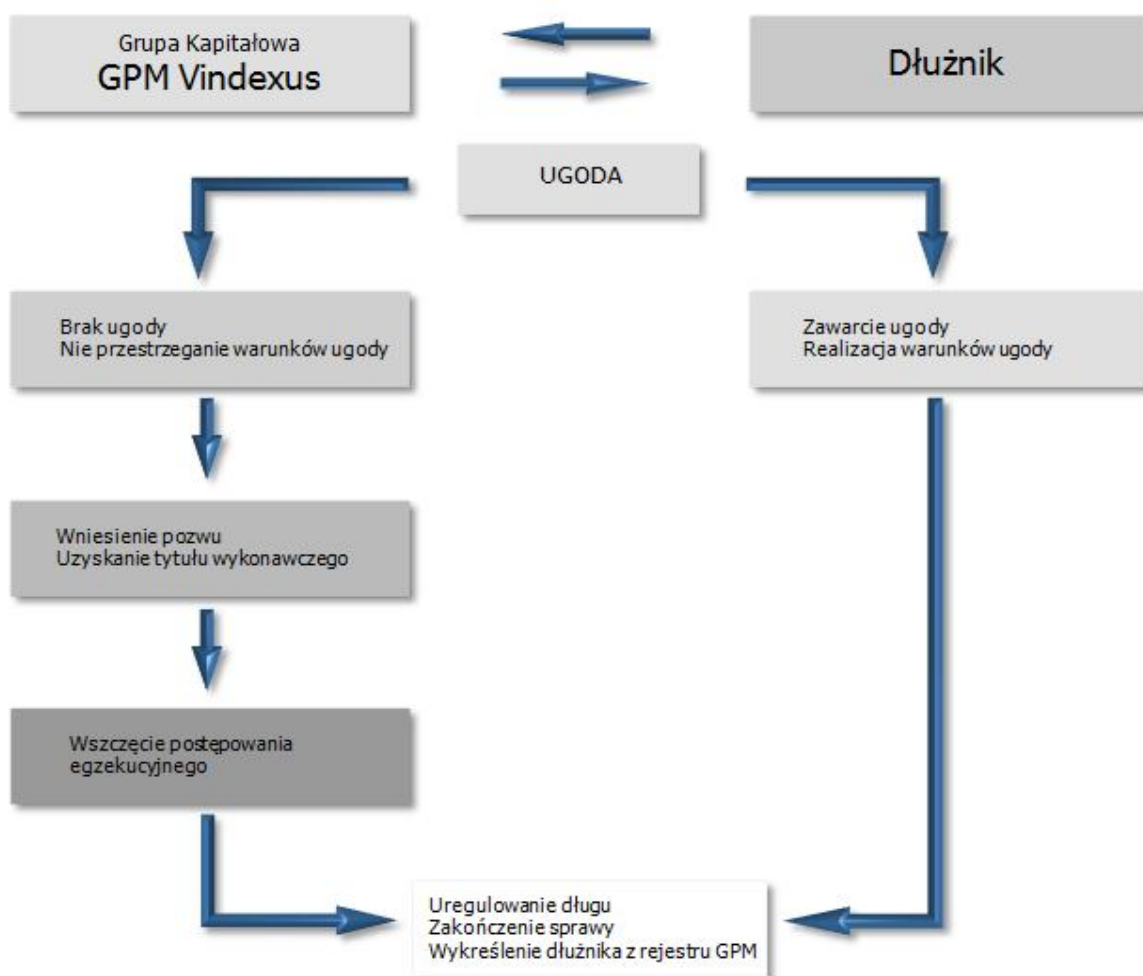 Grupa Kapitałowa
GPM Vindexus
Dłużnik
UGODA
Brak ugody
Nie przestrzeganie warunków ugody
Zawarcie ugody
Realizacja warunków ugody
Wniesienie pozwu
Uzyskanie tytułu wykonawczego
Wszczęcie postępowania
egzekucyjnego
Uregulowanie długu
Zakończenie sprawy
Wykreślenie dłużnika z rejestru GPM